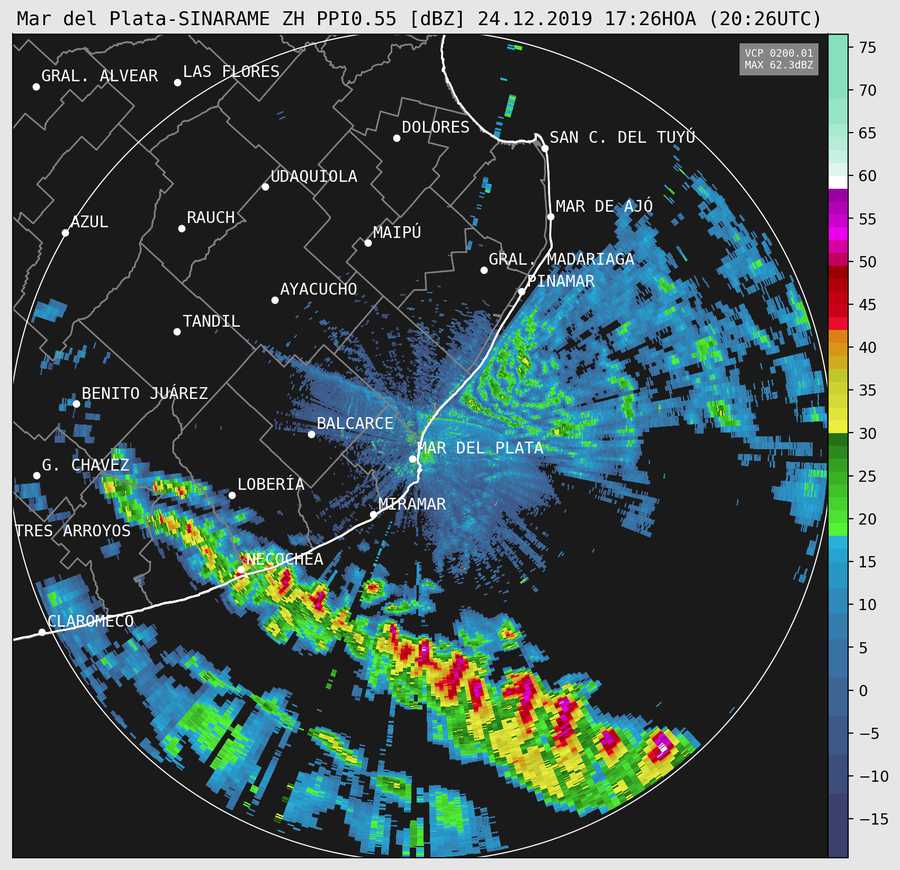 Mar del Plata-SINARAME ZH PPI0.55 [dBZ] 24.12.2019 17:26HOA (20:26UTC)
VCP 0200.01
MAX 62.3dBZ
GRAL. ALVEAR
LAS FLORES
DOLORES
SAN C. DEL TUYÚ
UDAQUIOLA
AZUL
RAUCH
MAIPÚ
MAR DE AJÓ
GRAL. MADARIAGA
PINAMAR
AYACUCHO
TANDIL
BENITO JUÁREZ
BALCARCE
MAR DEL PLATA
G. CHAVEZ
LOBERÍA
MIRAMAR
TRES ARROYOS
NECOCHEA
CLAROMECO
75
70
65
60
55
50
45
40
35
30
25
20
15
10
5
0
−5
−10
−15